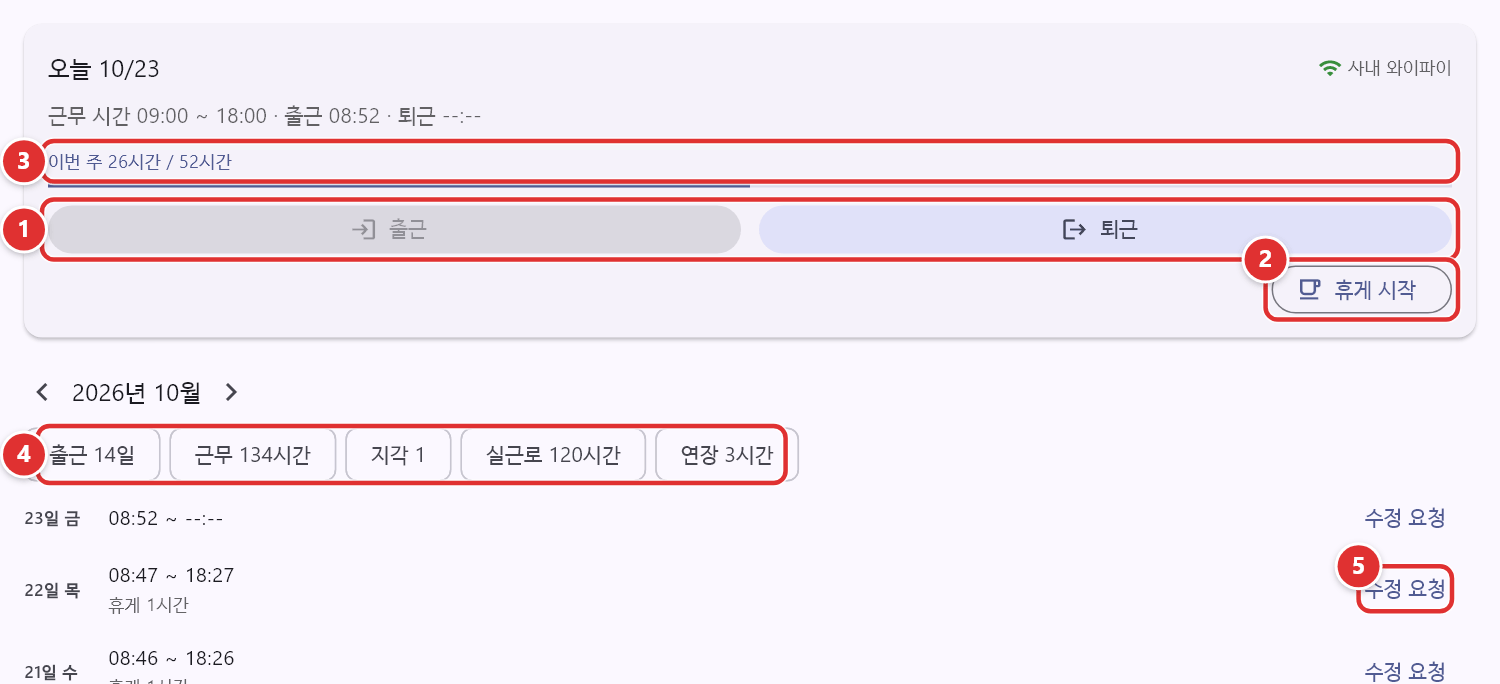 오늘 10/23
사내 와이파이
근무 시간 09:00 ~ 18:00 · 출근 08:52 · 퇴근 --:--
3
이번 주 26시간 / 52시간
1
출근
퇴근
2
휴게 시작
2026년 10월
4
출근 14일
근무 134시간
지각 1
실근로 120시간
연장 3시간
23일 금
08:52 ~ --:--
수정 요청
5
22일 목
08:47 ~ 18:27
수정 요청
휴게 1시간
21일 수
08:46 ~ 18:26
수정 요청
휴게 1시간